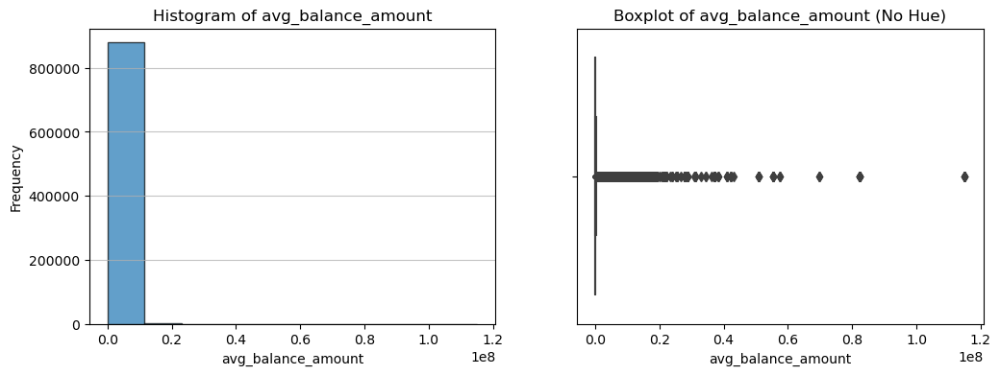 Histogram of avg_balance_amount
Frequency
800000
600000
400000
200000
0
0.0 0.2 0.4 0.6 0.8 1.0 1.2
1e8
avg_balance_amount
Boxplot of avg_balance_amount (No Hue)
0.0 0.2 0.4 0.6 0.8 1.0 1.2
1e8
avg_balance_amount